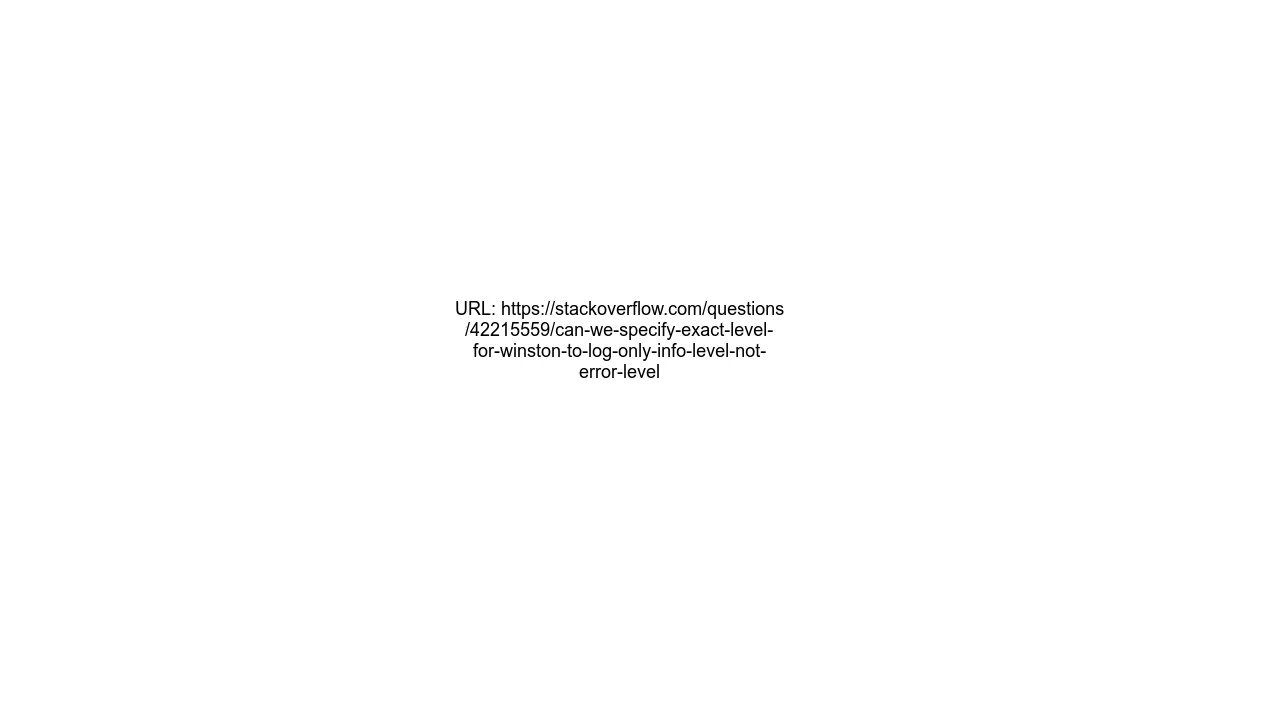 URL: https://stackoverflow.com/questions
/42215559/can-we-specify-exact-level-
for-winston-to-log-only-info-level-not-
error-level